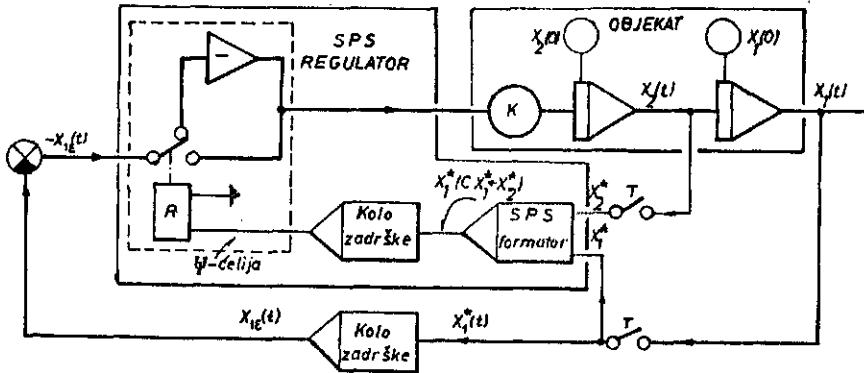 SPS
REGULATOR
OBJEKAT
X₂(0)
X₁(0)
−
K
X₂(t)
X₁(t)
−X₁ε(t)
R
ψ-ćelija
Kolo
zadrške
X₁*(CX₁*+X₂*)
SPS
formator
X₂*
X₁*
T
X₁ε(t)
Kolo
zadrške
X₁*(t)
T